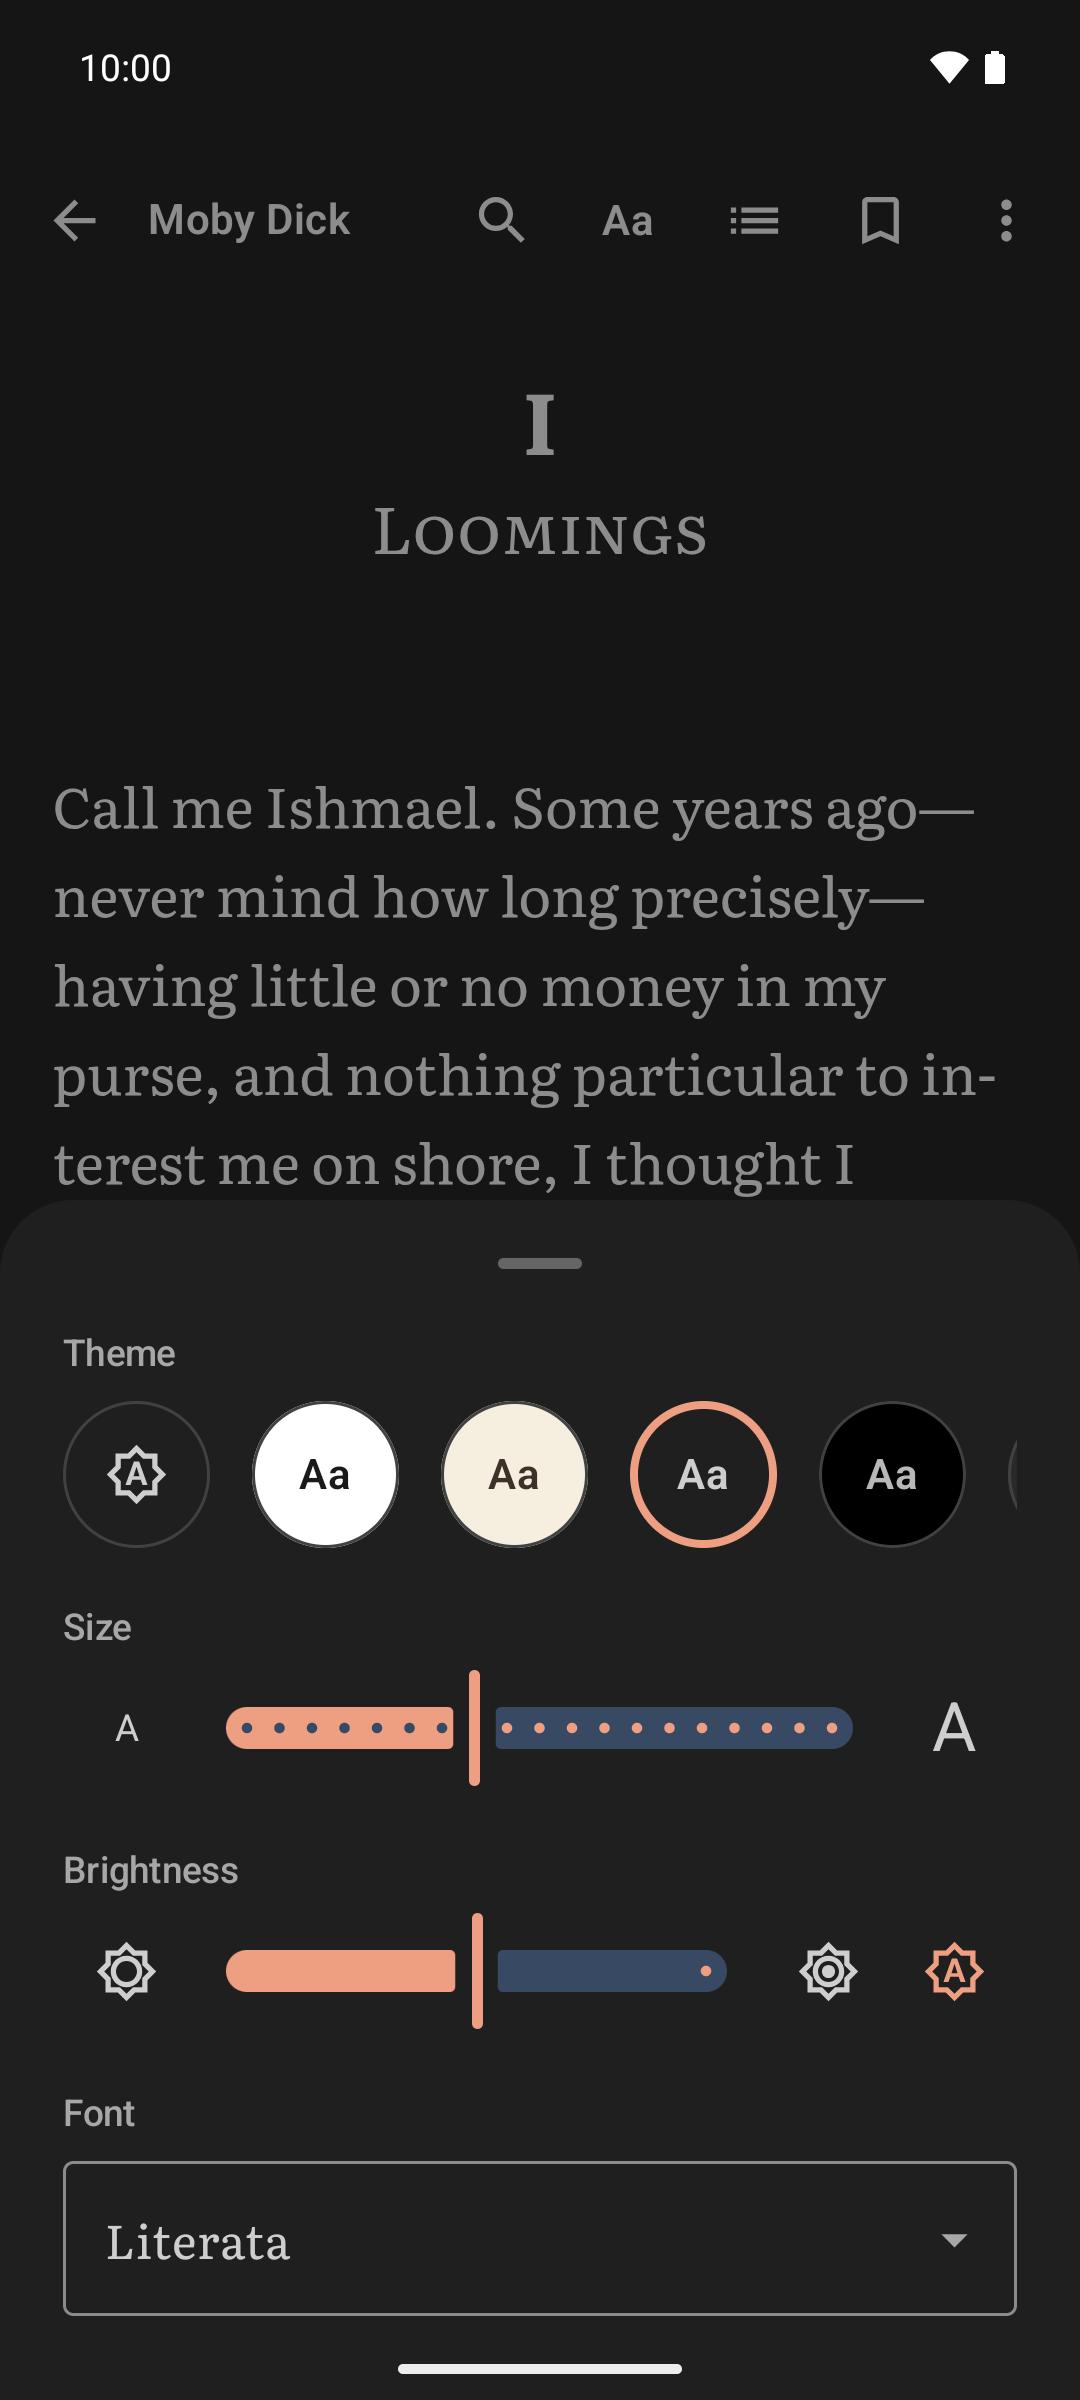 10:00
Moby Dick Aa
I
LOOMINGS
Call me Ishmael. Some years ago—
never mind how long precisely—
having little or no money in my
purse, and nothing particular to in-
terest me on shore, I thought I
Theme
A Aa Aa Aa Aa
Size
A A
Brightness
A
Font
Literata